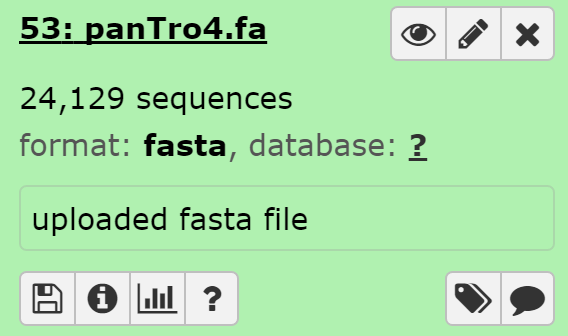 53: panTro4.fa
24,129 sequences
format: fasta, database: ?
uploaded fasta file
?